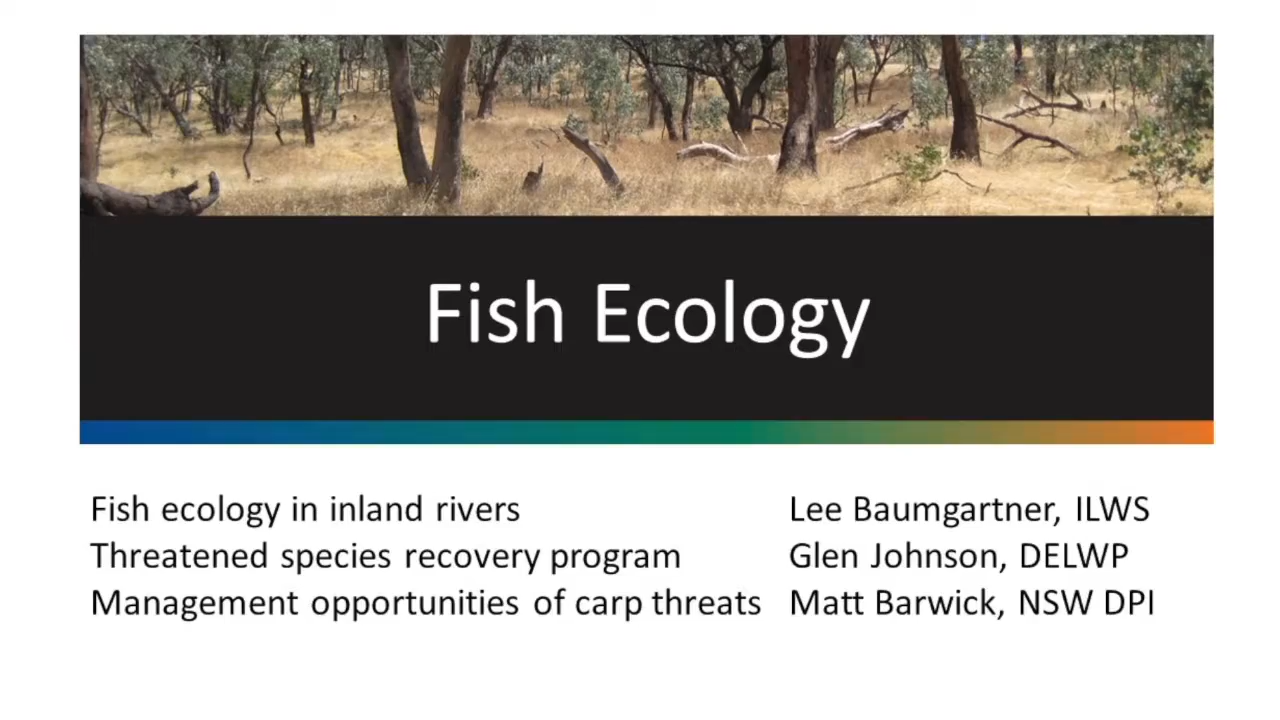 Fish Ecology
Fish ecology in inland rivers Lee Baumgartner, ILWS
Threatened species recovery program Glen Johnson, DELWP
Management opportunities of carp threats Matt Barwick, NSW DPI